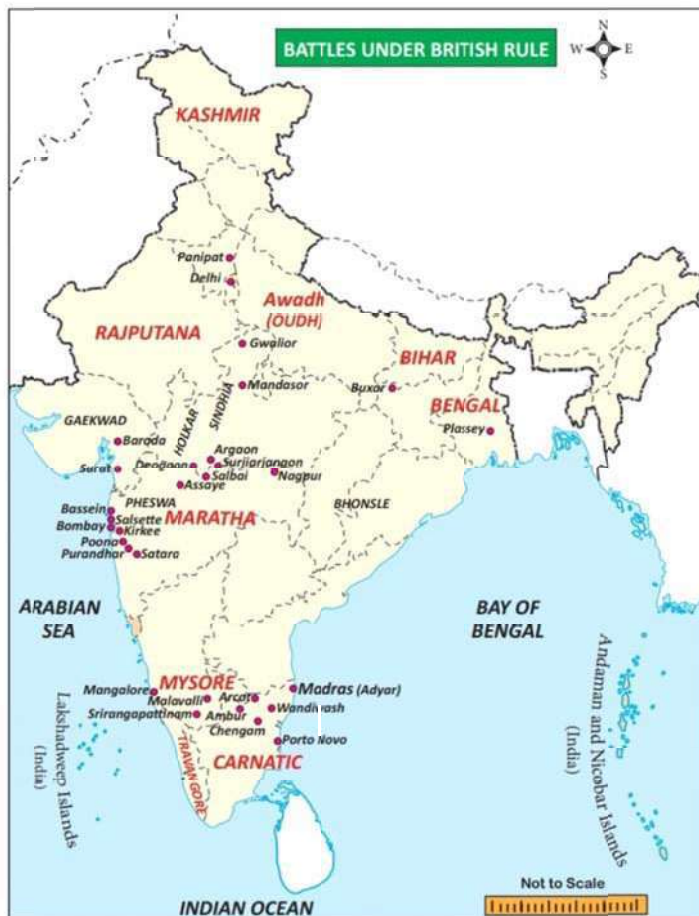 BATTLES UNDER BRITISH RULE
N
W E
S
KASHMIR
Panipat
Delhi
Awadh
(OUDH)
RAJPUTANA
Gwalior
BIHAR
Mandasor
Buxar
BENGAL
Plassey
GAEKWAD
HOLKAR
SINDHIA
Baroda
Argaon
Surat
Deogaon
Surjiarjangaon
Salbai
Nagpur
Assaye
BHONSLE
PHESWA
Bassein
Salsette
MARATHA
Bombay
Kirkee
Poona
Purandhar
Satara
ARABIAN
SEA
BAY OF
BENGAL
Andaman and Nicobar Islands
(India)
Lakshadweep Islands
(India)
MYSORE
Mangalore
Malavalli
Arcot
Madras (Adyar)
Srirangapattinam
Ambur
Wandiwash
Chengam
Porto Novo
TRAVANGORE
CARNATIC
Not to Scale
INDIAN OCEAN